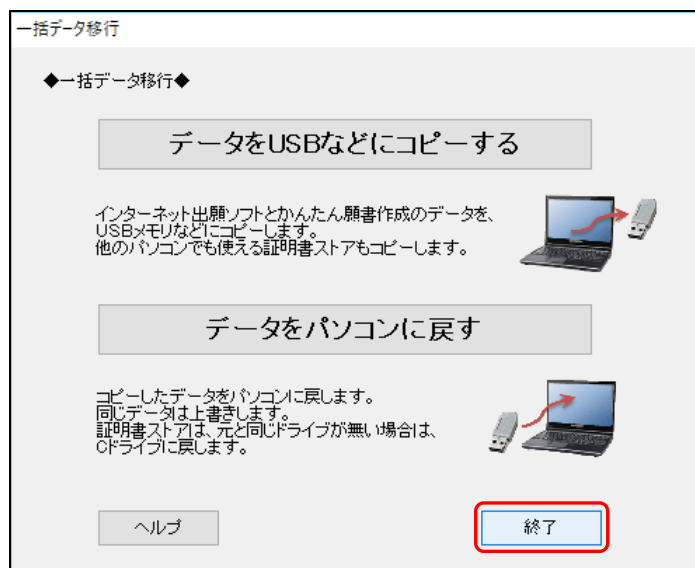 一括データ移行
◆一括データ移行◆
データをUSBなどにコピーする
インターネット出願ソフトとかんたん願書作成のデータを、
USBメモリなどにコピーします。
他のパソコンでも使える証明書ストアもコピーします。
データをパソコンに戻す
コピーしたデータをパソコンに戻します。
同じデータは上書きします。
証明書ストアは、元と同じドライブが無い場合は、
Cドライブに戻します。
ヘルプ
終了